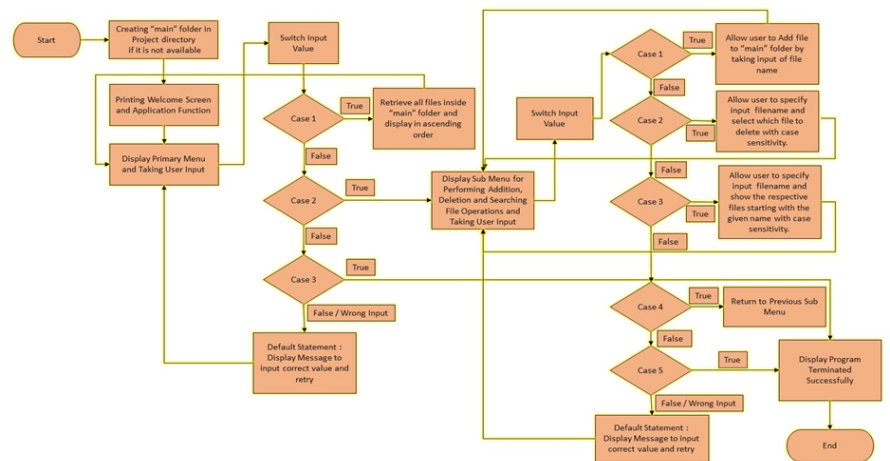 Start
Creating “main” folder in
Project directory
if it is not available
Printing Welcome Screen
and Application Function
Display Primary Menu
and Taking User Input
Switch Input
Value
Case 1
True
Retrieve all files inside
“main” folder and
display in ascending
order
False
Case 2
True
False
Case 3
True
False / Wrong Input
Default Statement :
Display Message to
input correct value and
retry
Display Sub Menu for
Performing Addition,
Deletion and Searching
File Operations and
Taking User Input
Switch Input
Value
Case 1
True
Allow user to Add file
to “main” folder by
taking input of file
name
False
Case 2
True
Allow user to specify
input filename and
select which file to
delete with case
sensitivity.
False
Case 3
True
Allow user to specify
input filename and
show the respective
files starting with the
given name with case
sensitivity.
False
Case 4
True
Return to Previous Sub
Menu
False
Case 5
True
Display Program
Terminated
Successfully
False / Wrong Input
Default Statement :
Display Message to input
correct value and retry
End